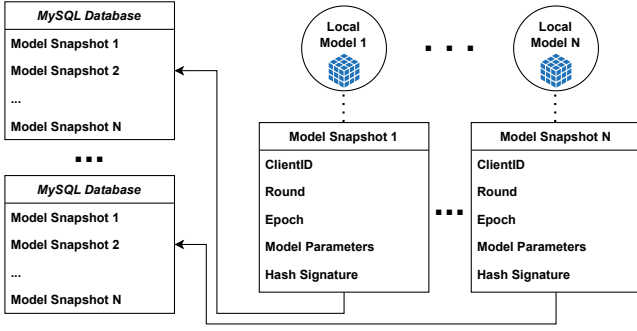 MySQL Database
Model Snapshot 1
Model Snapshot 2
...
Model Snapshot N
...
MySQL Database
Model Snapshot 1
Model Snapshot 2
...
Model Snapshot N
Local
Model 1
. . .
Local
Model N
Model Snapshot 1
ClientID
Round
Epoch
Model Parameters
Hash Signature
...
Model Snapshot N
ClientID
Round
Epoch
Model Parameters
Hash Signature